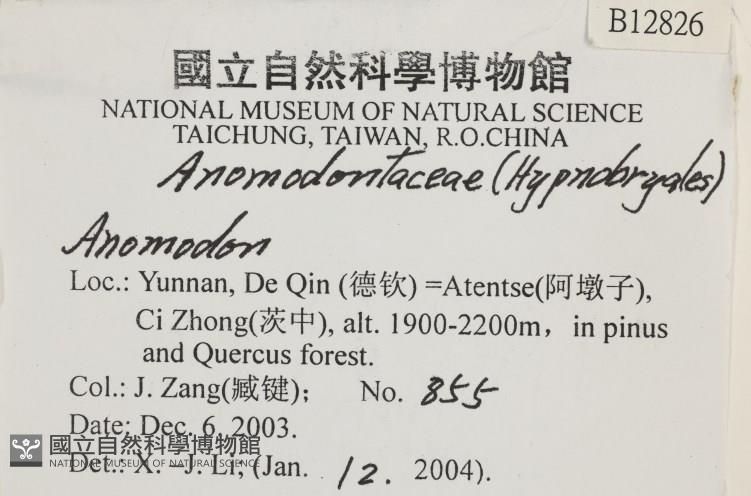 B12826
國立自然科學博物館
NATIONAL MUSEUM OF NATURAL SCIENCE
TAICHUNG, TAIWAN, R.O.CHINA
Anomodontaceae (Hypnobryales)
Anomodon
Loc.: Yunnan, De Qin (德钦) =Atentse(阿墩子),
Ci Zhong(茨中), alt. 1900-2200m, in pinus
and Quercus forest.
Col.: J. Zang(臧键); No. 855
Date: Dec. 6, 2003.
國立自然科學博物館
NATIONAL MUSEUM OF NATURAL SCIENCE
Det.: X. -J. Li, (Jan. 12. 2004).